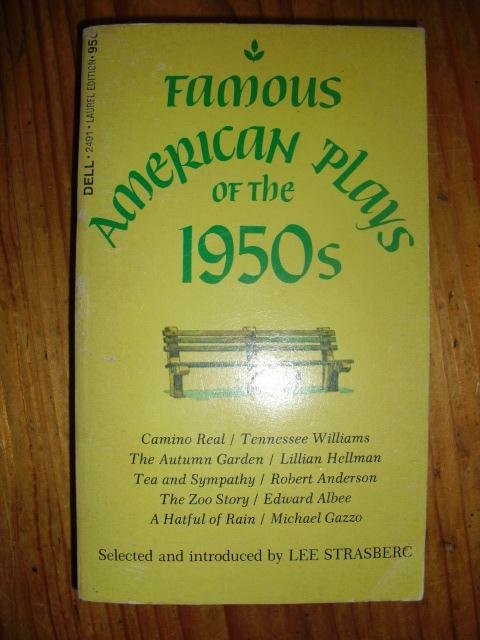 DELL • 2491 • LAUREL EDITION • 95¢
Famous
American Plays
of the
1950s
Camino Real / Tennessee Williams
The Autumn Garden / Lillian Hellman
Tea and Sympathy / Robert Anderson
The Zoo Story / Edward Albee
A Hatful of Rain / Michael Gazzo
Selected and introduced by LEE STRASBERG